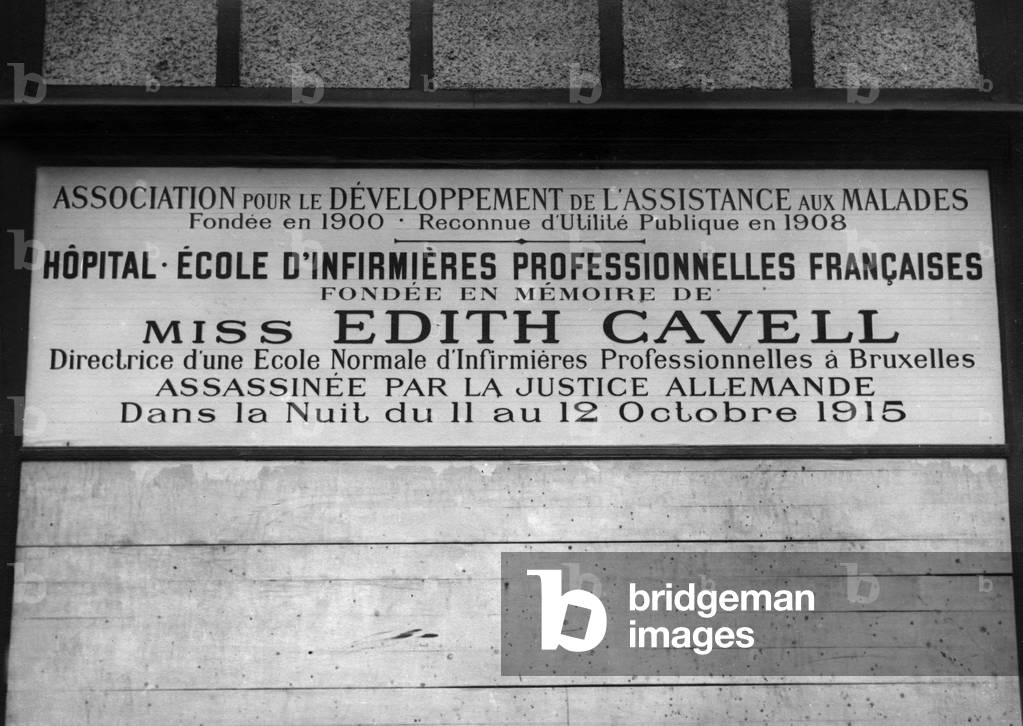 ASSOCIATION POUR LE DÉVELOPPEMENT DE L'ASSISTANCE AUX MALADES
Fondée en 1900 · Reconnue d'Utilité Publique en 1908
HÔPITAL · ÉCOLE D'INFIRMIÈRES PROFESSIONNELLES FRANÇAISES
FONDÉE EN MÉMOIRE DE
MISS EDITH CAVELL
Directrice d'une Ecole Normale d'Infirmières Professionnelles à Bruxelles
ASSASSINÉE PAR LA JUSTICE ALLEMANDE
Dans la Nuit du 11 au 12 Octobre 1915
b bridgeman
images